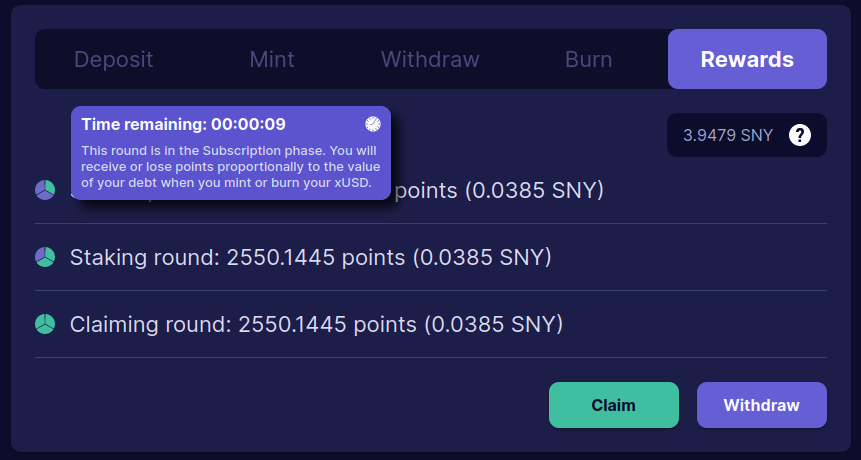 Deposit
Mint
Withdraw
Burn
Rewards
Time remaining: 00:00:09
This round is in the Subscription phase. You will
receive or lose points proportionally to the value
of your debt when you mint or burn your xUSD.
3.9479 SNY ?
points (0.0385 SNY)
Staking round: 2550.1445 points (0.0385 SNY)
Claiming round: 2550.1445 points (0.0385 SNY)
Claim
Withdraw